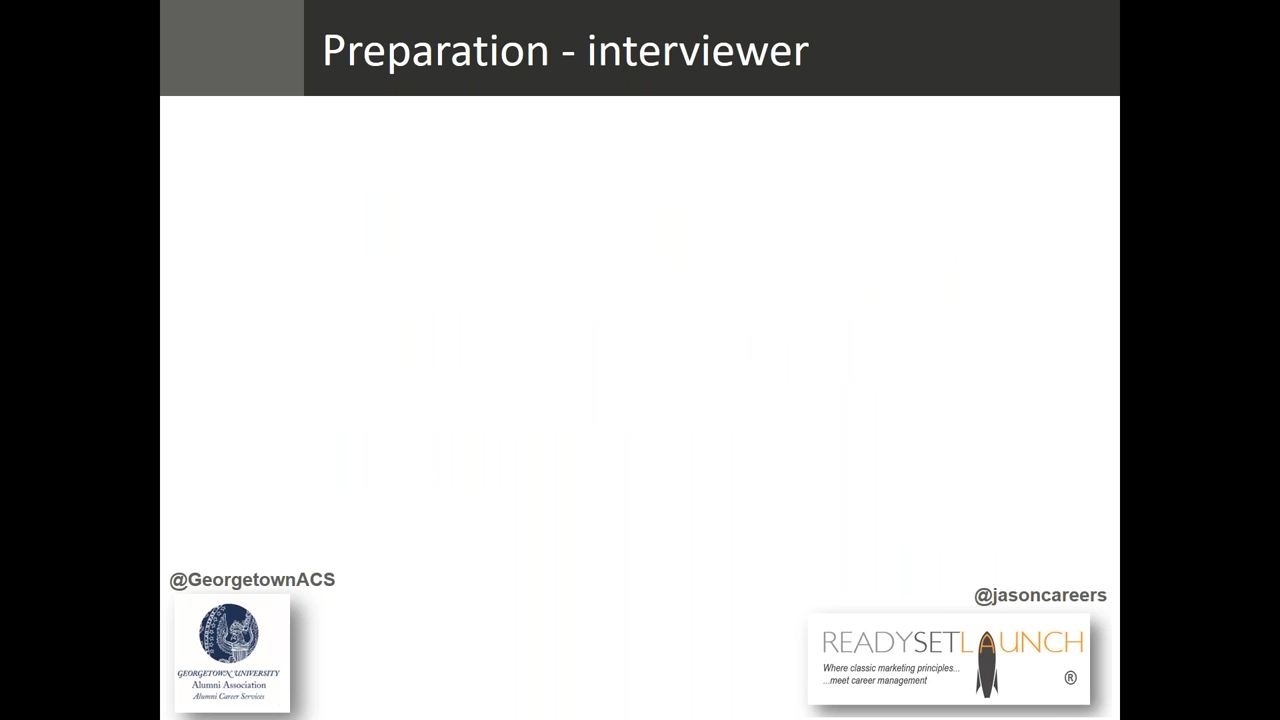 Preparation - interviewer
@GeorgetownACS
GEORGETOWN UNIVERSITY
Alumni Association
Alumni Career Services
@jasoncareers
READYSETLAUNCH
Where classic marketing principles...
...meet career management
®